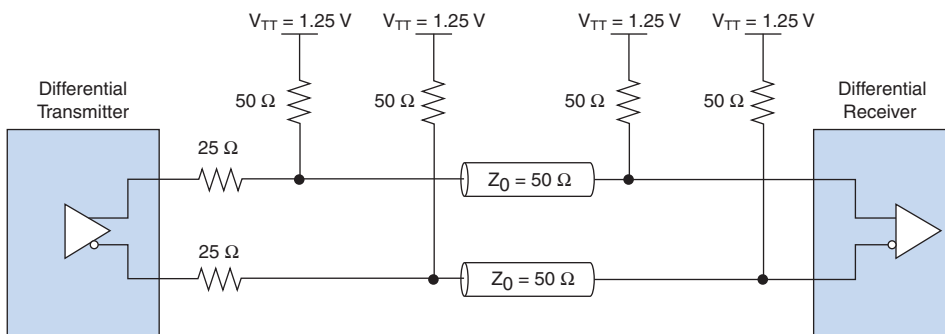 V_TT = 1.25 V
V_TT = 1.25 V
V_TT = 1.25 V
V_TT = 1.25 V
Differential
Transmitter
50 Ω
50 Ω
50 Ω
50 Ω
Differential
Receiver
25 Ω
Z_0 = 50 Ω
25 Ω
Z_0 = 50 Ω